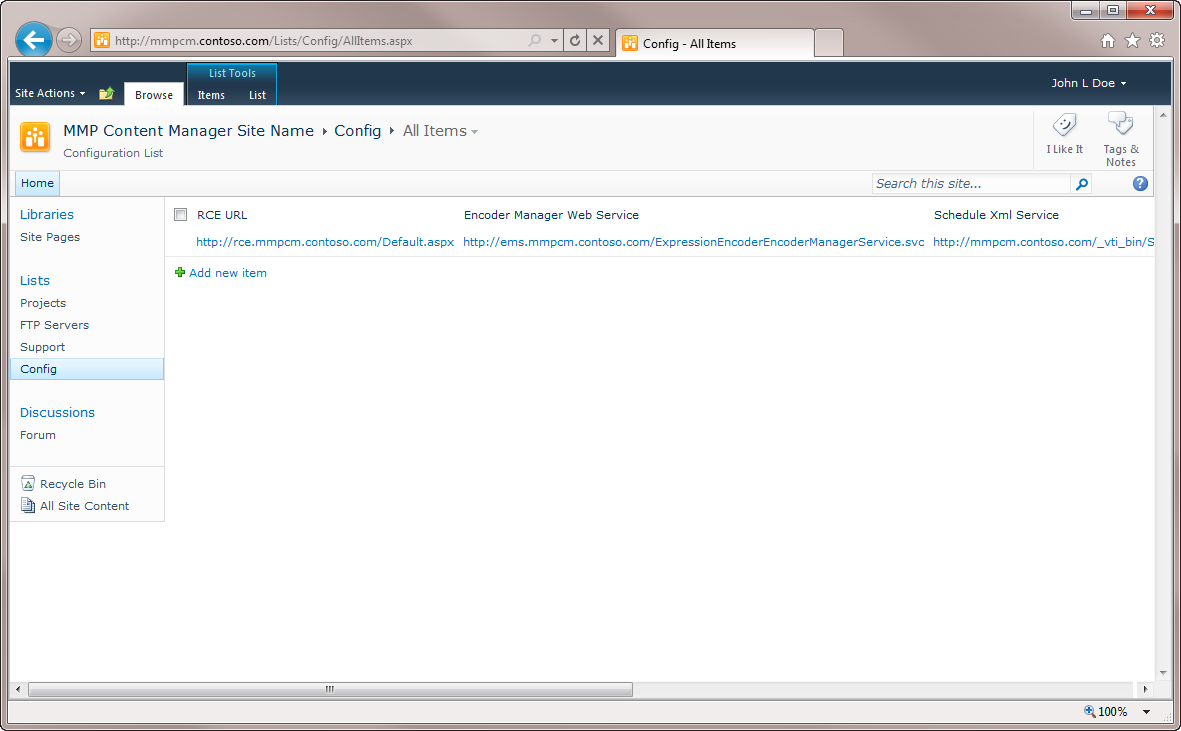 http://mmpcm.contoso.com/Lists/Config/AllItems.aspx
Config - All Items
Site Actions
Browse
List Tools
Items
List
John L Doe
MMP Content Manager Site Name
Config
All Items
Configuration List
I Like It
Tags &
Notes
Home
Search this site...
Libraries
Site Pages
Lists
Projects
FTP Servers
Support
Config
Discussions
Forum
Recycle Bin
All Site Content
RCE URL
Encoder Manager Web Service
Schedule Xml Service
http://rce.mmpcm.contoso.com/Default.aspx
http://ems.mmpcm.contoso.com/ExpressionEncoderEncoderManagerService.svc
http://mmpcm.contoso.com/_vti_bin/S
Add new item
100%